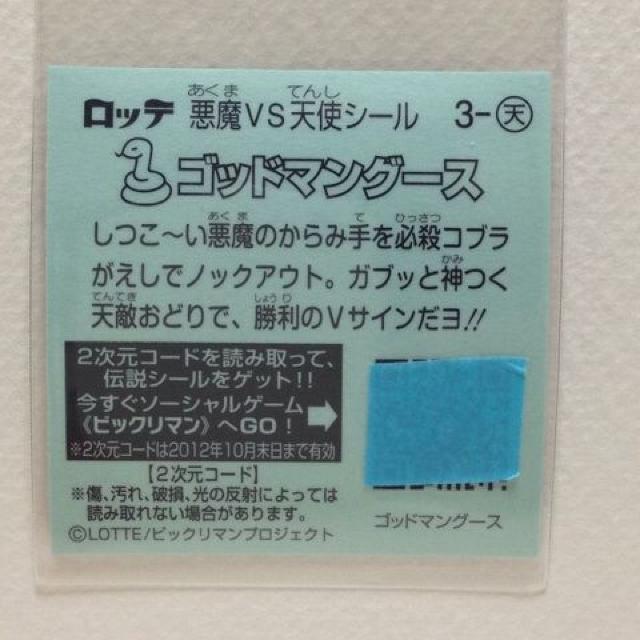 ロッテ 悪魔VS天使シール 3-天
あくま てんし
ゴッドマングース
しつこ〜い悪魔のからみ手を必殺コブラ
あくま て ひっさつ
がえしでノックアウト。ガブッと神つく
かみ
天敵おどりで、勝利のVサインだヨ!!
てんてき しょうり
2次元コードを読み取って、
伝説シールをゲット!!
今すぐソーシャルゲーム
《ビックリマン》へGO!
※2次元コードは2012年10月末日まで有効
【2次元コード】
※傷、汚れ、破損、光の反射によっては
読み取れない場合があります。
©LOTTE/ビックリマンプロジェクト
ゴッドマングース